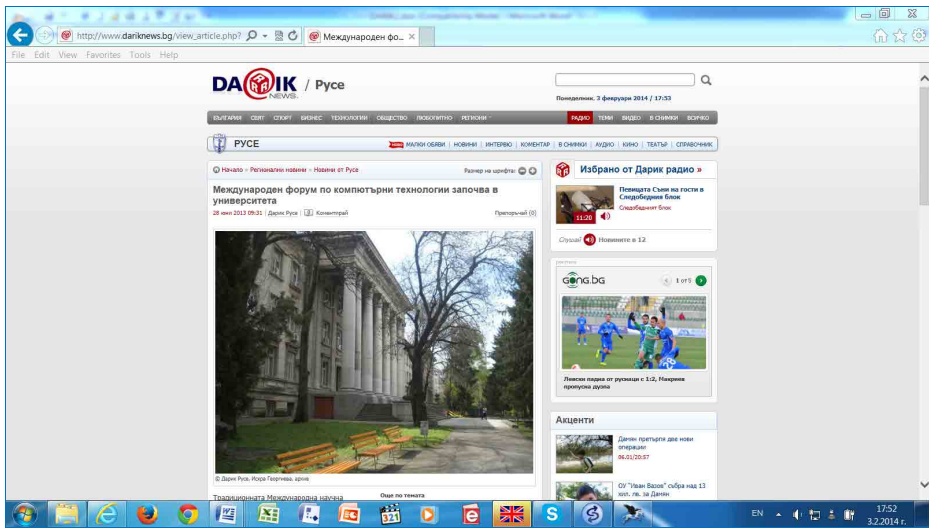 http://www.dariknews.bg/view_article.php?
Международен фо...
File Edit View Favorites Tools Help
DARIK NEWS / Русе
Понеделник, 3 февруари 2014 / 17:53
БЪЛГАРИЯ СВЯТ СПОРТ БИЗНЕС ТЕХНОЛОГИИ ОБЩЕСТВО ЛЮБОПИТНО РЕГИОНИ
РАДИО ТЕМИ ВИДЕО В СНИМКИ ВСИЧКО
РУСЕ
МАЛКИ ОБЯВИ | НОВИНИ | ИНТЕРВЮ | КОМЕНТАР | В СНИМКИ | АУДИО | КИНО | ТЕАТЪР | СПРАВОЧНИК
Начало » Регионални новини » Новини от Русе
Размер на шрифта:
Международен форум по компютърни технологии започва в
университета
28 юни 2013 09:31 | Дарик Русе | Коментирай
Препоръчай (0)
© Дарик Русе, Искра Георгиева, архив
Традиционната Международна научна
Още по темата
Избрано от Дарик радио »
Певицата Съни на гости в
Следобедния блок
Следобедният блок
11:20
Слушай Новините в 12
Gong.bg
1 от 5
Левски падна от руснаци с 1:2, Макриев
пропусна дузпа
Акценти
Дамян претърпя две нови
операции
06.01/20:57
ОУ "Иван Вазов" събра над 13
хил. лв. за Дамян
321
EN
17:52
3.2.2014 г.